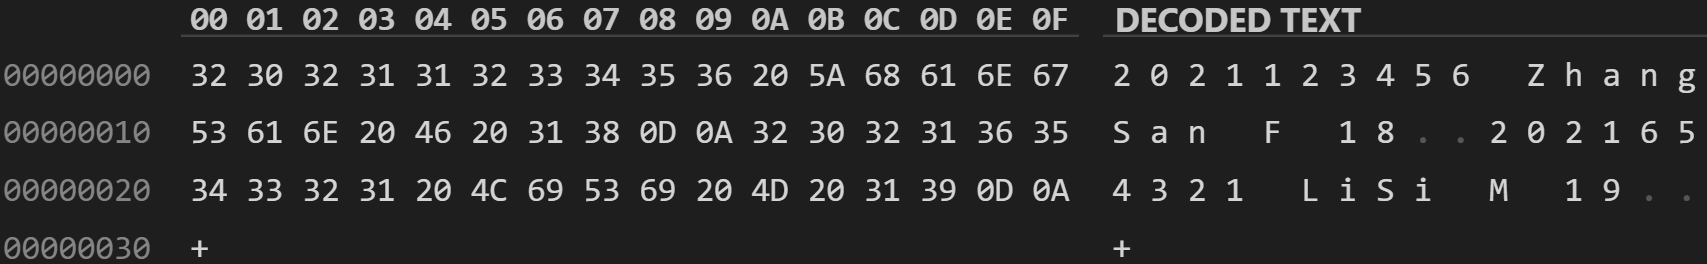 00 01 02 03 04 05 06 07 08 09 0A 0B 0C 0D 0E 0F DECODED TEXT
00000000 32 30 32 31 31 32 33 34 35 36 20 5A 68 61 6E 67 2 0 2 1 1 2 3 4 5 6   Z h a n g
00000010 53 61 6E 20 46 20 31 38 0D 0A 32 30 32 31 36 35 S a n   F   1 8 . . 2 0 2 1 6 5
00000020 34 33 32 31 20 4C 69 53 69 20 4D 20 31 39 0D 0A 4 3 2 1   L i S i   M   1 9 . .
00000030 + +